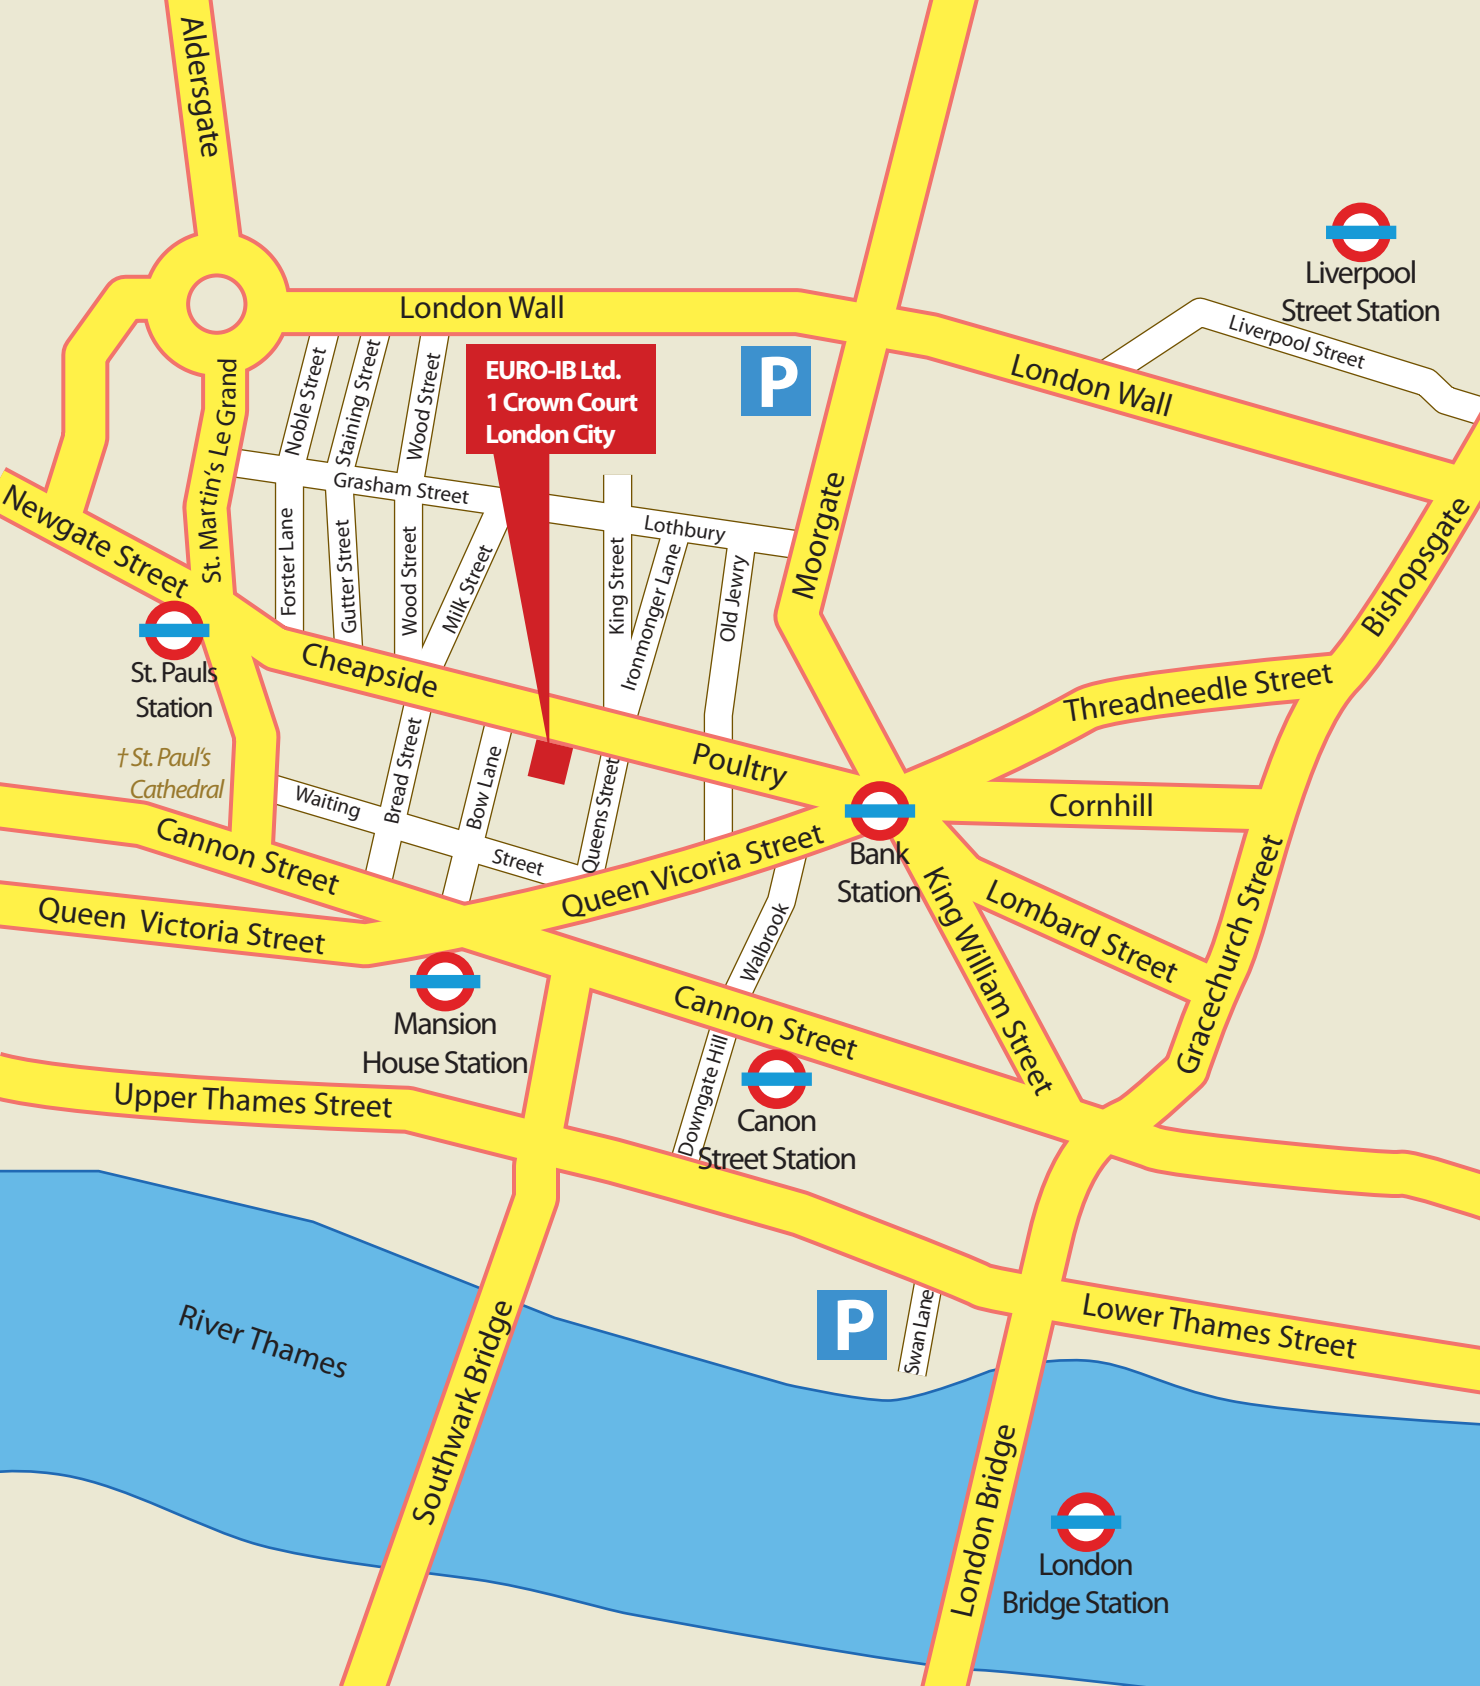 Aldersgate
Liverpool
Street Station
Liverpool Street
London Wall
London Wall
EURO-IB Ltd.
1 Crown Court
London City
P
Noble Street
Staining Street
Wood Street
St. Martin's Le Grand
Grasham Street
Lothbury
Moorgate
Newgate Street
Forster Lane
Gutter Street
Wood Street
Milk Street
King Street
Ironmonger Lane
Old Jewry
Bishopsgate
St. Pauls
Station
Cheapside
Threadneedle Street
† St. Paul's
Cathedral
Bread Street
Bow Lane
Queens Street
Poultry
Cornhill
Waiting
Street
Cannon Street
Queen Vicoria Street
Bank
Station
King William Street
Lombard Street
Gracechurch Street
Queen Victoria Street
Walbrook
Mansion
House Station
Cannon Street
Downgate Hill
Canon
Street Station
Upper Thames Street
River Thames
Southwark Bridge
P
Swan Lane
Lower Thames Street
London Bridge
London
Bridge Station